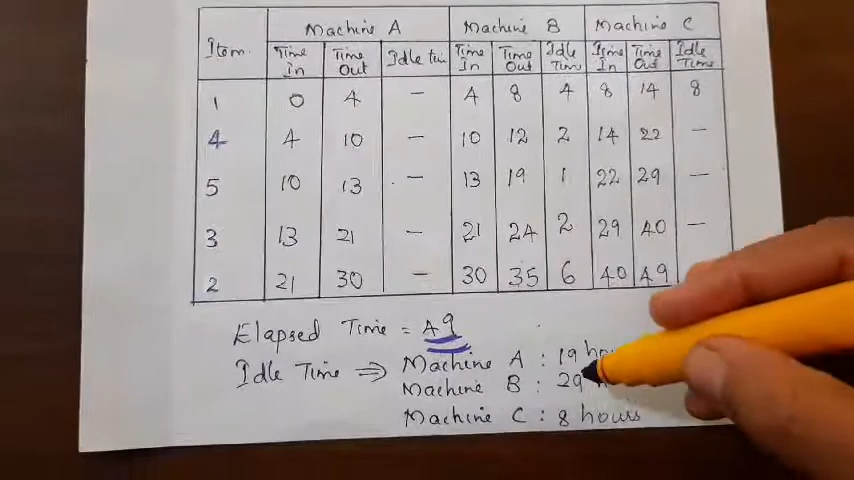 Machine A Machine B Machine C
Item Time In Time Out Idle Time In Time Out Idle Time Time In Time Out Idle Time
1 0 4 — 4 8 4 8 14 8
4 4 10 — 10 12 2 14 22 —
5 10 13 — 13 19 1 22 29 —
3 13 21 — 21 24 2 29 40 —
2 21 30 — 30 35 6 40 49
Elapsed Time = 49
Idle Time ⇒ Machine A : 19
Machine B : 29
Machine C : 8 hours